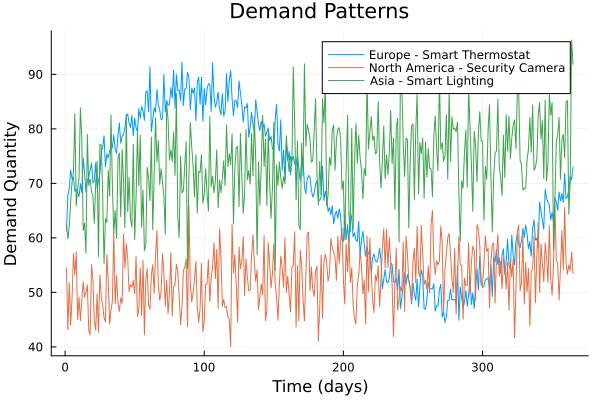 Demand Patterns
Europe - Smart Thermostat
North America - Security Camera
Asia - Smart Lighting
Demand Quantity
90
80
70
60
50
40
0
100
200
300
Time (days)